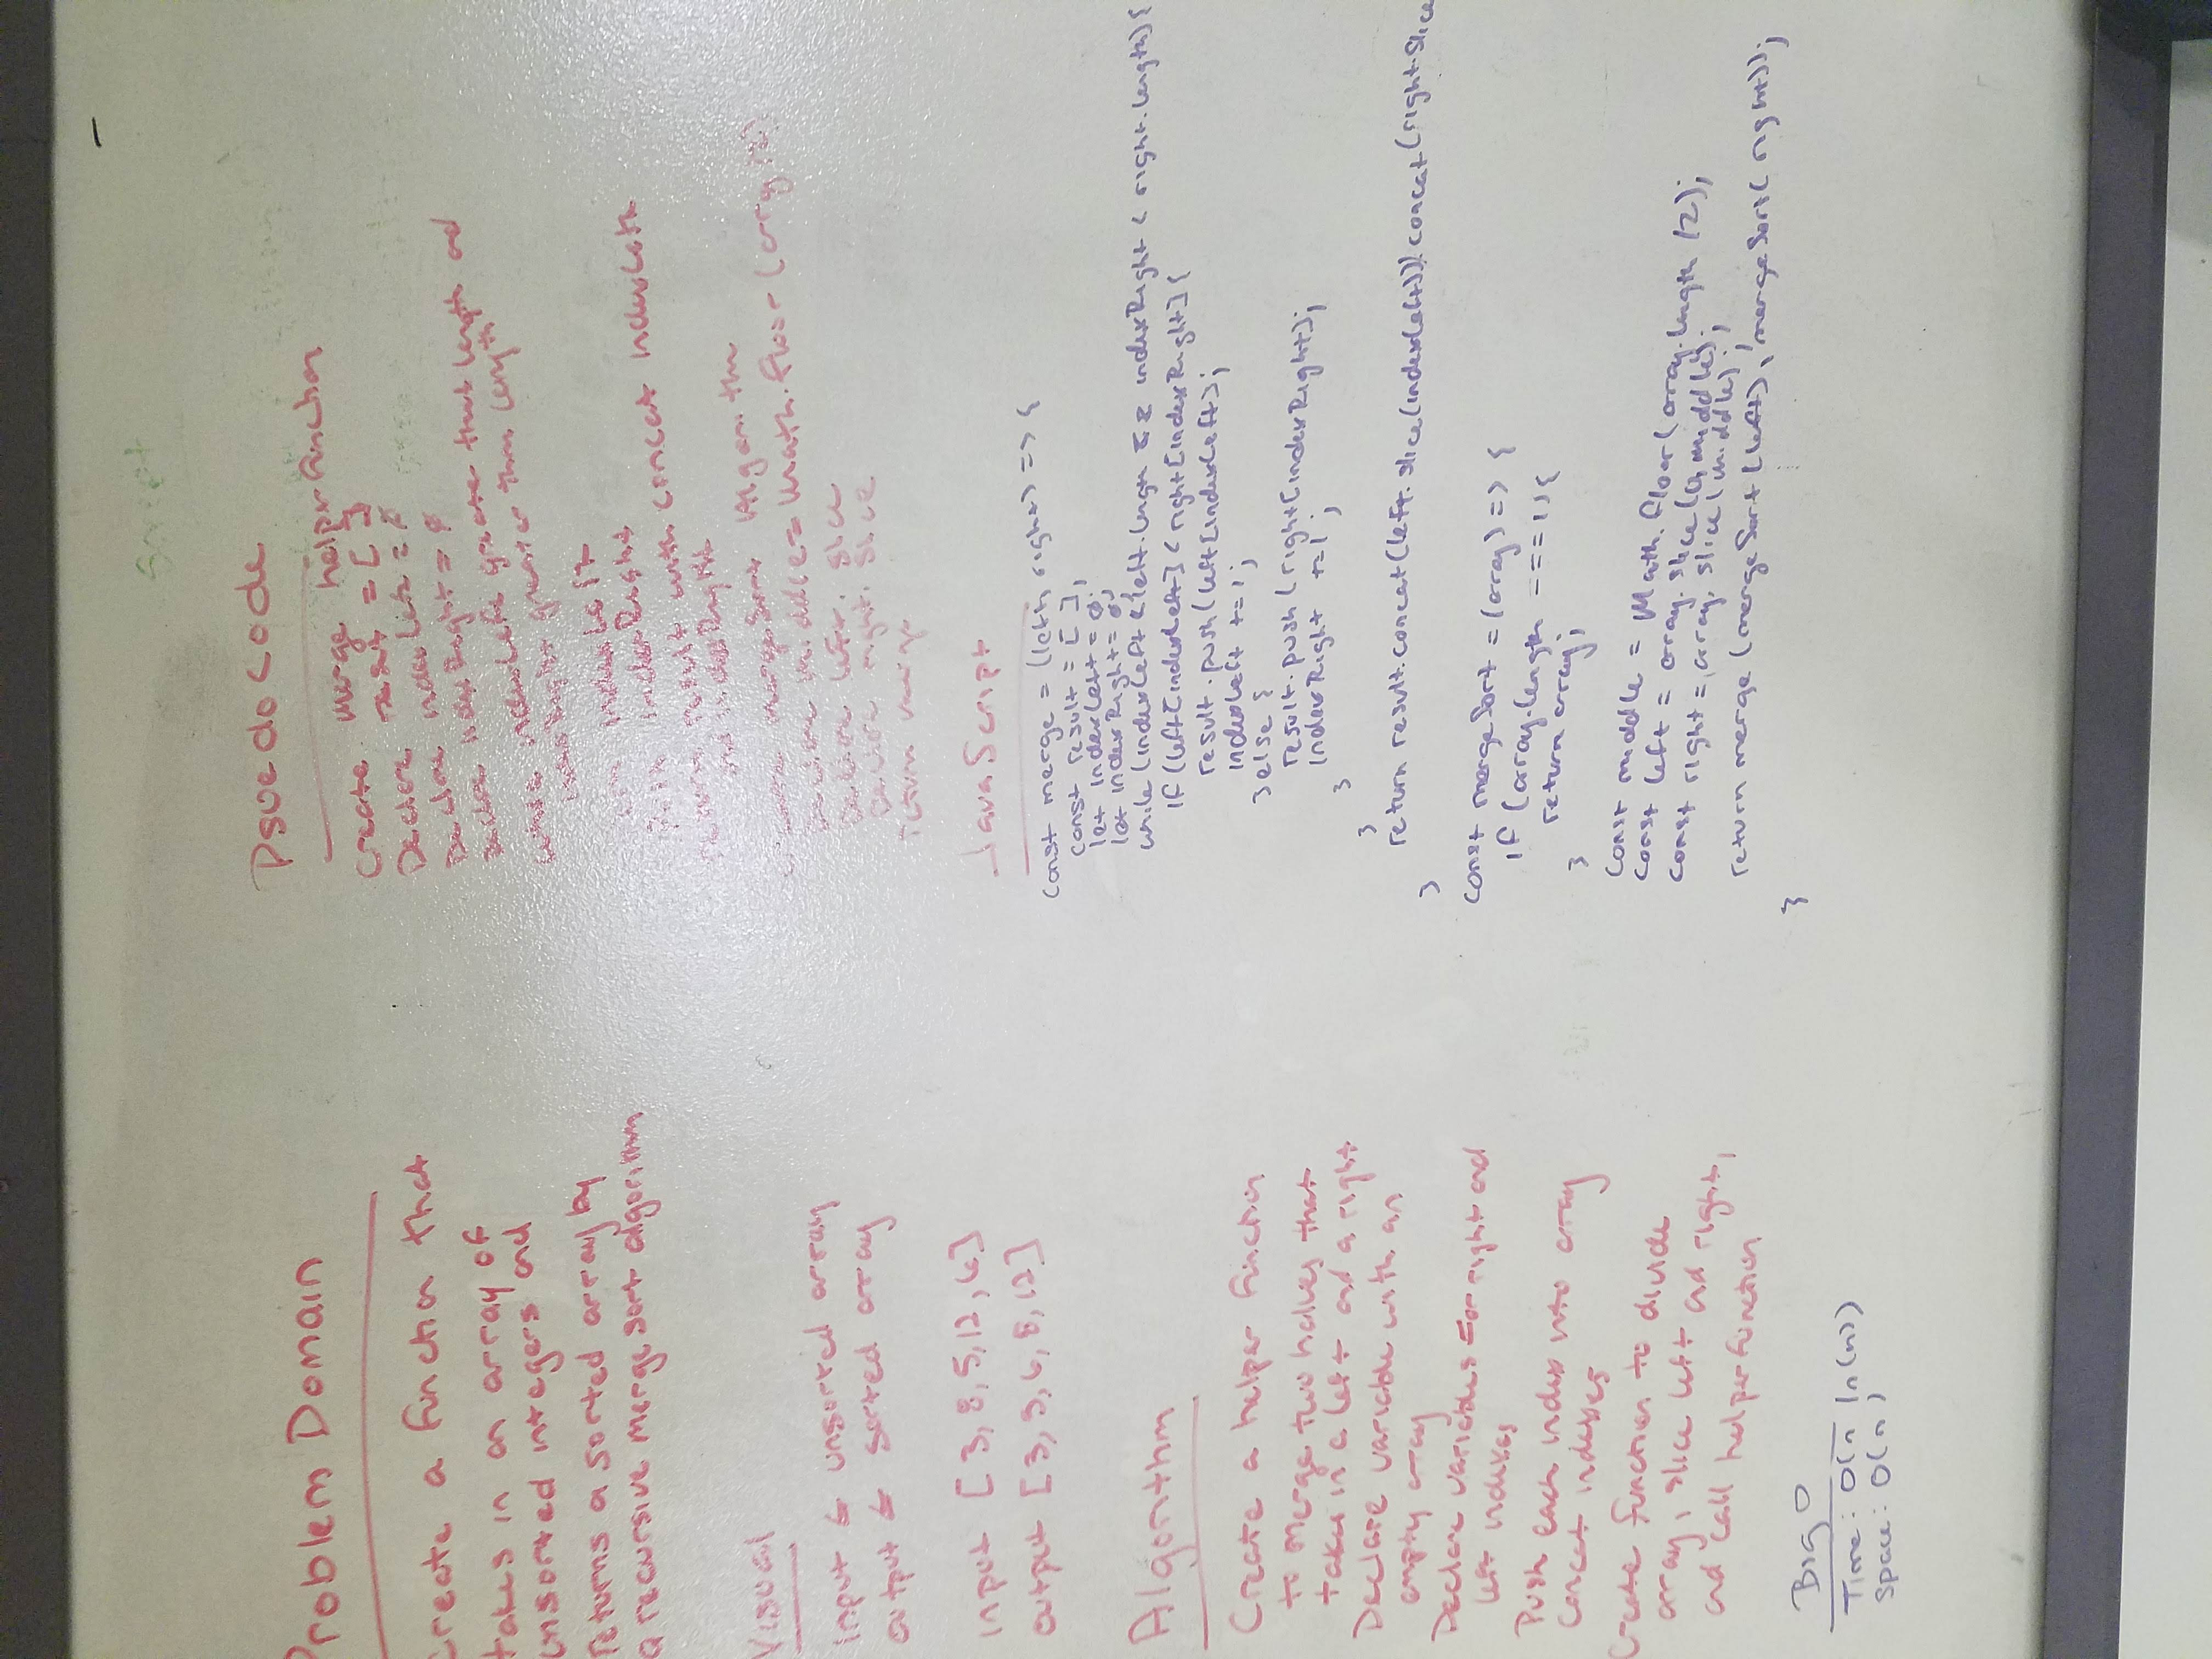 Script
Problem Domain
Create a function that
takes in an array of
unsorted integers and
returns a sorted array by
a recursive merge sort algorithm
Visual
input ← unsorted array
output ← sorted array
input [3, 8, 5, 12, 6]
output [3, 5, 6, 8, 12]
Algorithm
Create a helper function
to merge two halves that
takes in a left and a right
Declare variable with an
empty array
Declare variables for right and
left indexes
Push each index into array
Concat indexes
Create function to divide
array, slice left and right,
and call helper function
Big O
Time: O(n ln(n))
Space: O(n)
Psuedo Code
Create merge helper function
Declare result = [ ]
Declare indexLeft = 0
Declare indexRight = 0
while indexLeft greater that length and
indexRight greater than length
indexLeft
Push indexRight
return result with concat indexLeft
and indexRight
Create mergeSort Algorithm
Declare middle = Math.floor(array /2)
Declare left. slice
Declare right. slice
return merge
JavaScript
const merge = (left, right) => {
const result = [ ];
let indexLeft = 0;
let indexRight = 0;
while (indexLeft < left.length && indexRight < right.length) {
if (left[indexLeft] < right[indexRight] {
result.push(left[indexLeft];
indexLeft += 1;
} else {
result.push(right[indexRight];
indexRight += 1;
}
}
return result.concat(left.slice(indexLeft)).concat(right.slice
}
const mergeSort = (array) => {
if (array.length === 1) {
return array;
}
const middle = Math.floor(array.length /2);
const left = array.slice(0, middle);
const right = array.slice(middle);
return merge(mergeSort(left), mergeSort(right));
}